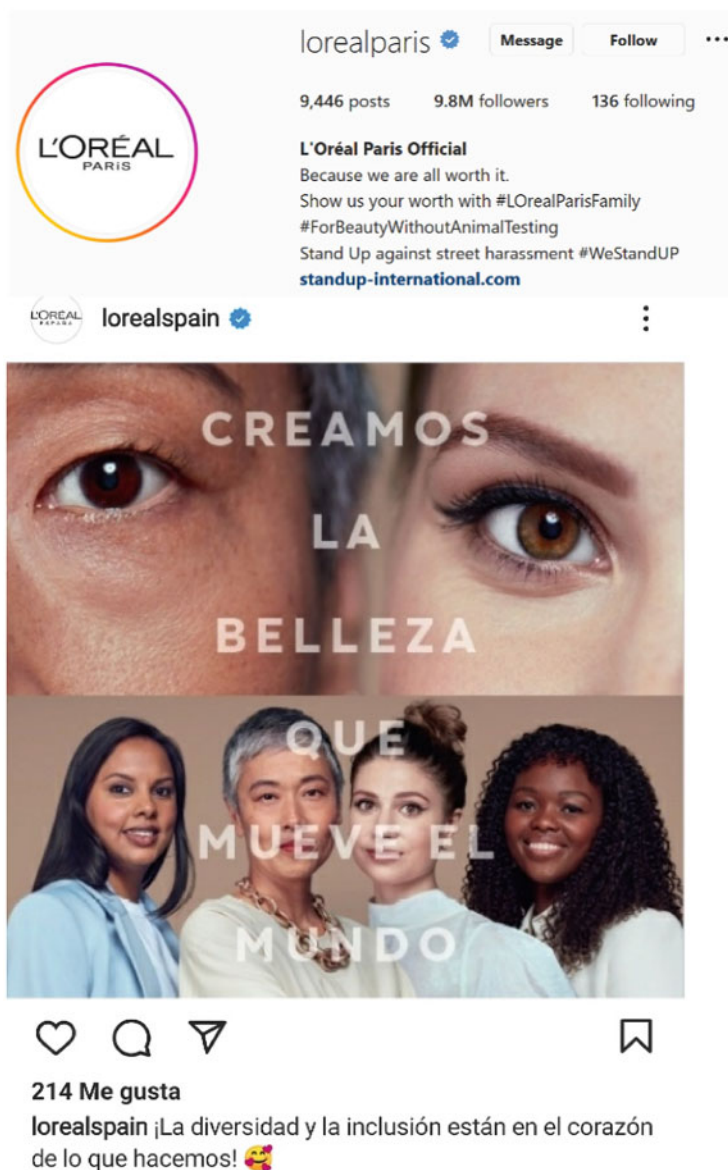 lorealparis Message Follow
9,446 posts 9.8M followers 136 following
L'ORÉAL
PARIS
L'Oréal Paris Official
Because we are all worth it.
Show us your worth with #LOrealParisFamily
#ForBeautyWithoutAnimalTesting
Stand Up against street harassment #WeStandUP
standup-international.com
L'ORÉAL
ESPAÑA
lorealspain
CREAMOS
LA
BELLEZA
QUE
MUEVE EL
MUNDO
214 Me gusta
lorealspain ¡La diversidad y la inclusión están en el corazón
de lo que hacemos! 🥰